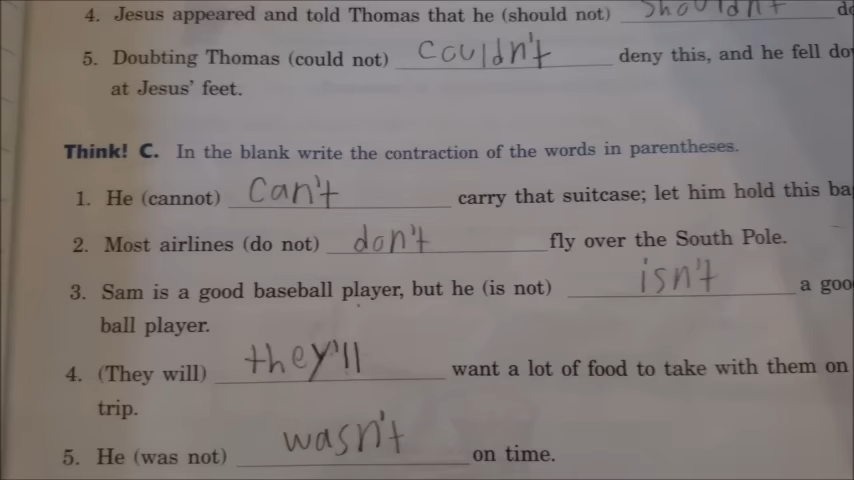 4. Jesus appeared and told Thomas that he (should not) shouldn't
5. Doubting Thomas (could not) couldn't deny this, and he fell
at Jesus' feet.
Think! C. In the blank write the contraction of the words in parentheses.
1. He (cannot) can't carry that suitcase; let him hold this
2. Most airlines (do not) don't fly over the South Pole.
3. Sam is a good baseball player, but he (is not) isn't a
ball player.
4. (They will) they'll want a lot of food to take with them on
trip.
5. He (was not) wasn't on time.